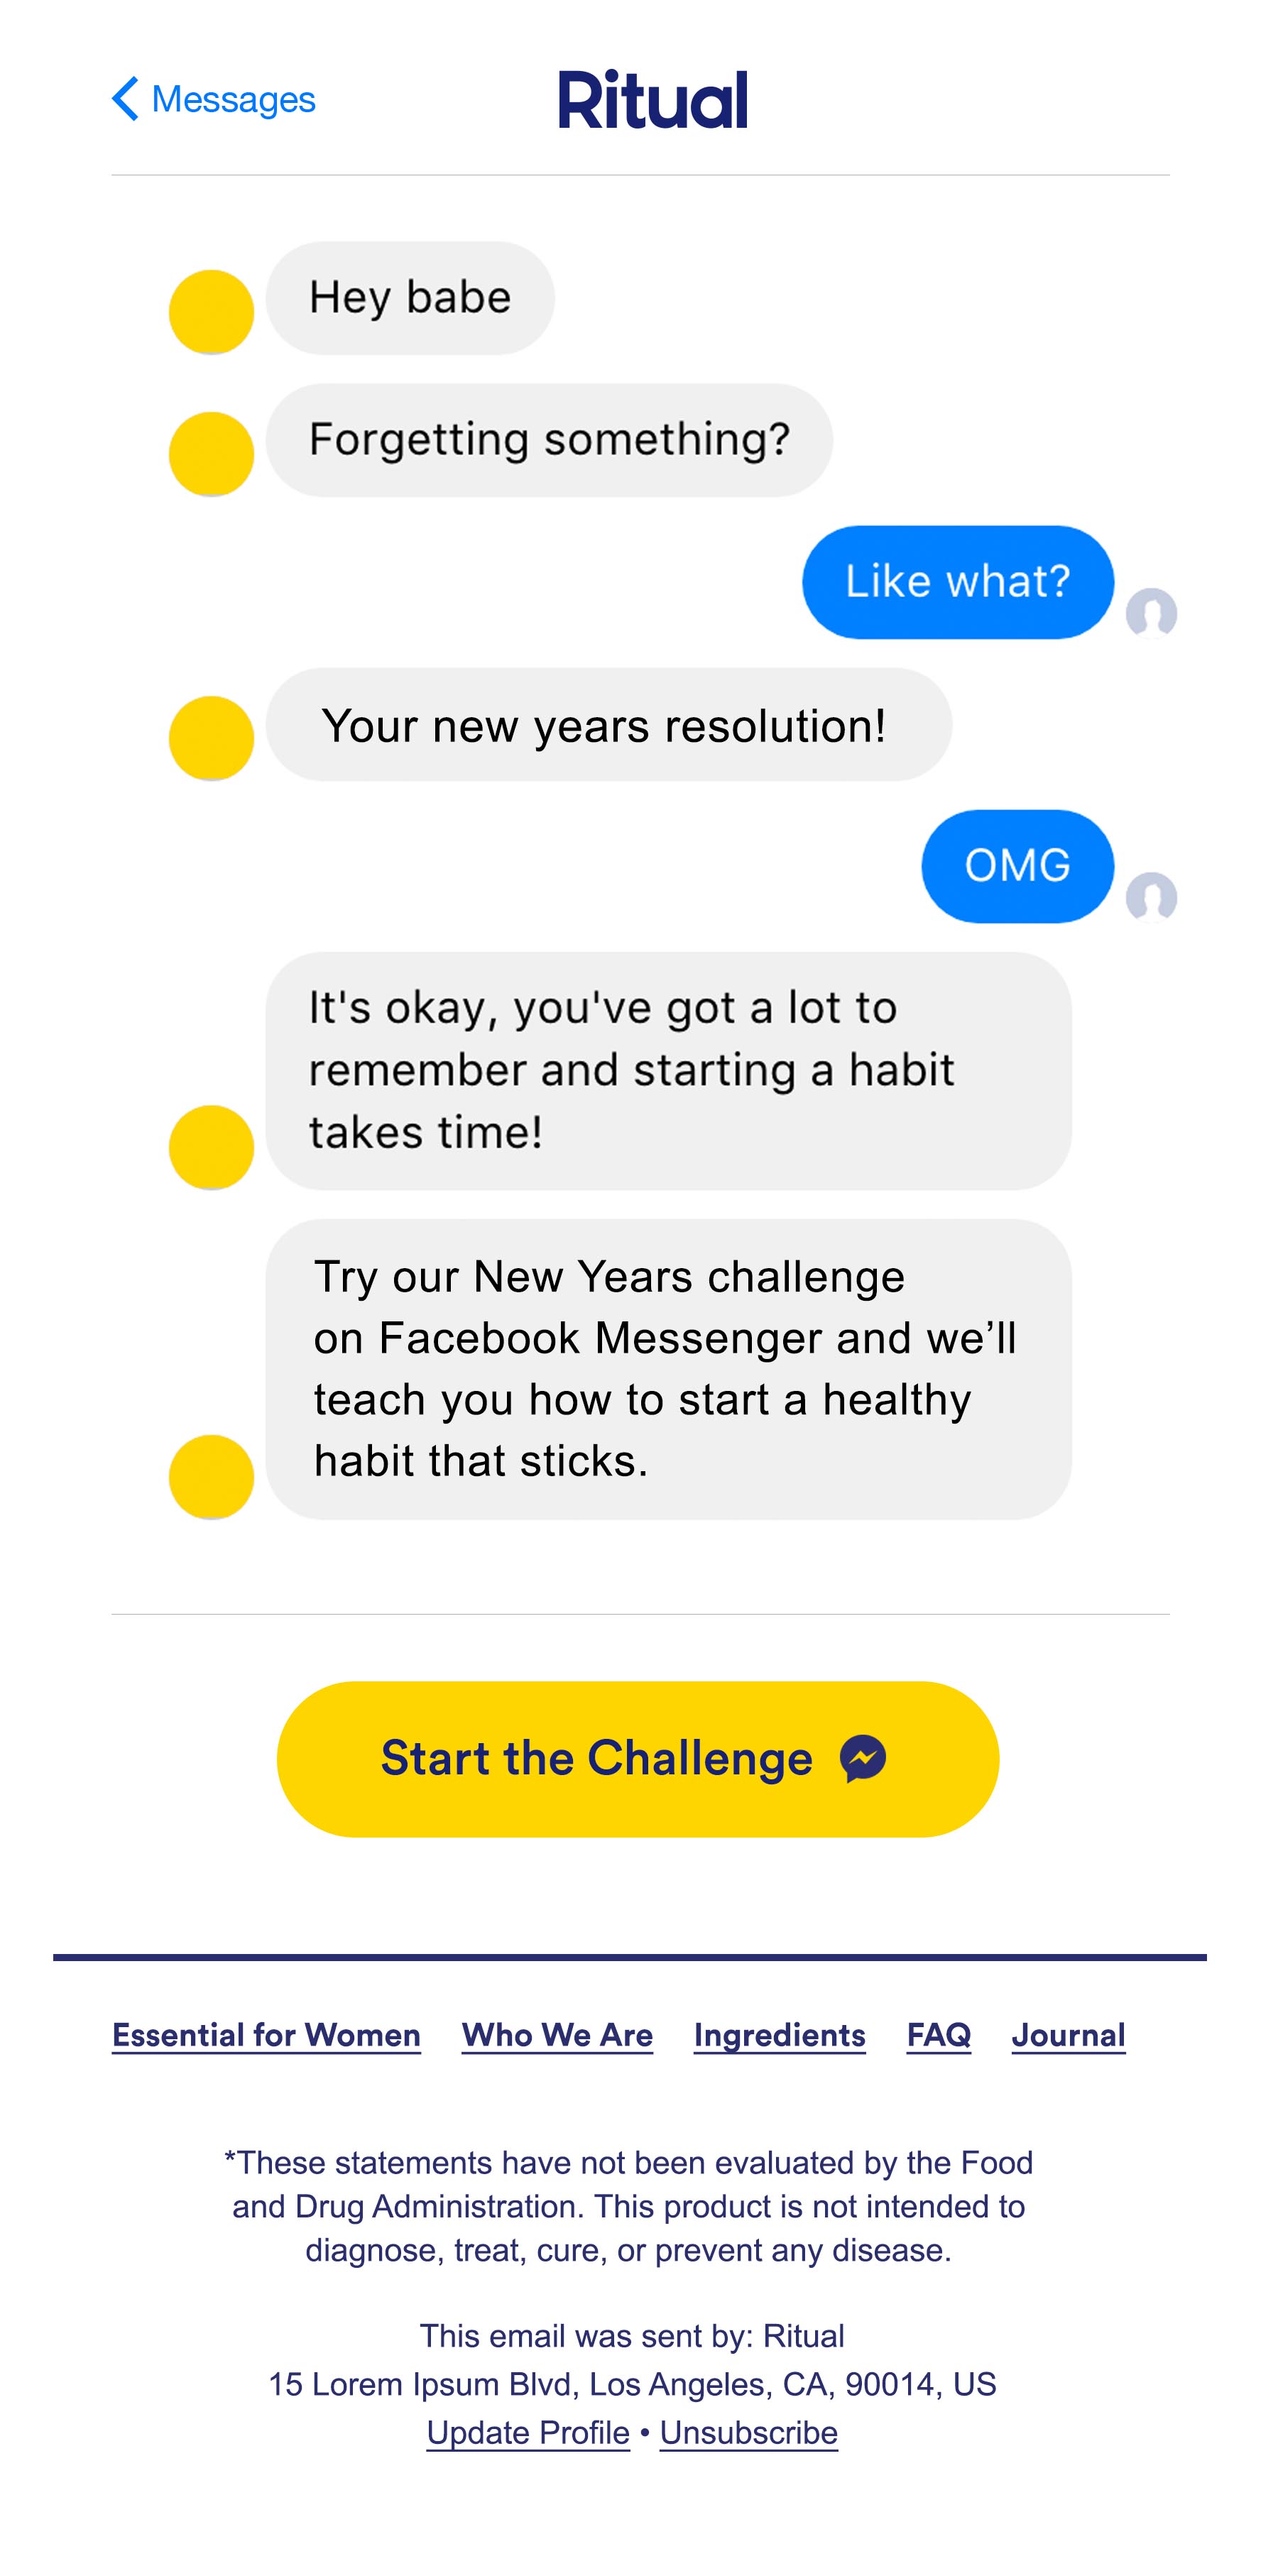 Messages
Ritual
Hey babe
Forgetting something?
Like what?
Your new years resolution!
OMG
It's okay, you've got a lot to
remember and starting a habit
takes time!
Try our New Years challenge
on Facebook Messenger and we’ll
teach you how to start a healthy
habit that sticks.
Start the Challenge
Essential for Women Who We Are Ingredients FAQ Journal
*These statements have not been evaluated by the Food
and Drug Administration. This product is not intended to
diagnose, treat, cure, or prevent any disease.
This email was sent by: Ritual
15 Lorem Ipsum Blvd, Los Angeles, CA, 90014, US
Update Profile • Unsubscribe